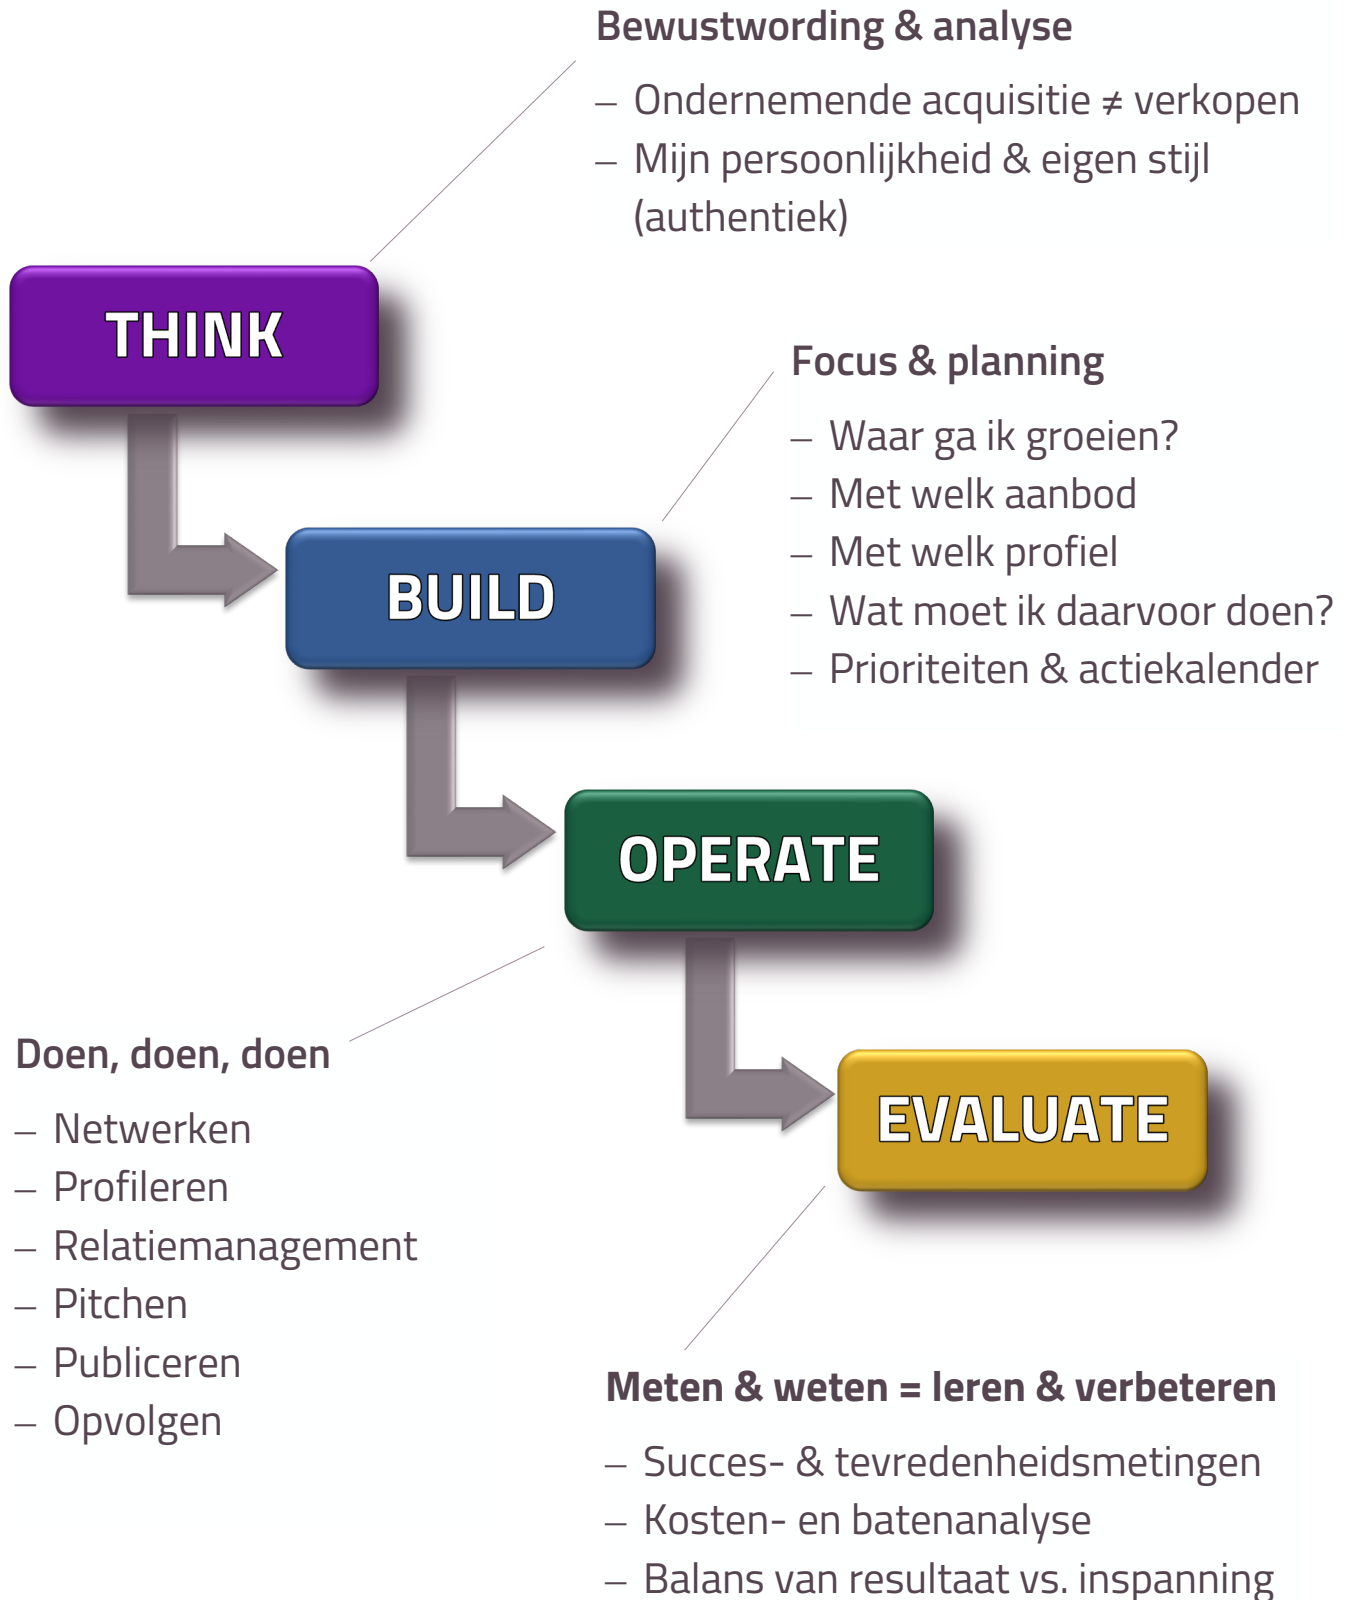 Bewustwording & analyse
– Ondernemende acquisitie ≠ verkopen
– Mijn persoonlijkheid & eigen stijl
(authentiek)
THINK
Focus & planning
– Waar ga ik groeien?
– Met welk aanbod
– Met welk profiel
– Wat moet ik daarvoor doen?
– Prioriteiten & actiekalender
BUILD
OPERATE
Doen, doen, doen
– Netwerken
– Profileren
– Relatiemanagement
– Pitchen
– Publiceren
– Opvolgen
EVALUATE
Meten & weten = leren & verbeteren
– Succes- & tevredenheidsmetingen
– Kosten- en batenanalyse
– Balans van resultaat vs. inspanning